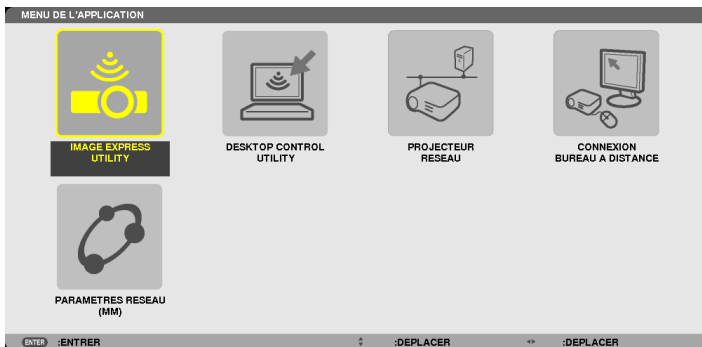 MENU DE L'APPLICATION
IMAGE EXPRESS
UTILITY
DESKTOP CONTROL
UTILITY
PROJECTEUR
RESEAU
CONNEXION
BUREAU A DISTANCE
PARAMETRES RESEAU
(MM)
ENTER :ENTRER :DEPLACER :DEPLACER